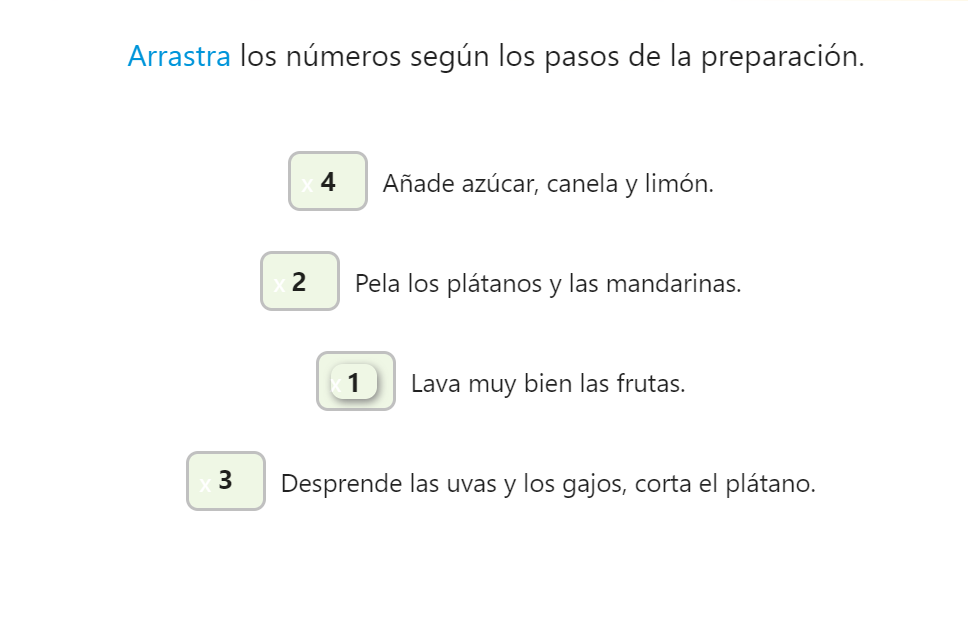 Arrastra los números según los pasos de la preparación.
x 4 Añade azúcar, canela y limón.
x 2 Pela los plátanos y las mandarinas.
x 1 Lava muy bien las frutas.
x 3 Desprende las uvas y los gajos, corta el plátano.